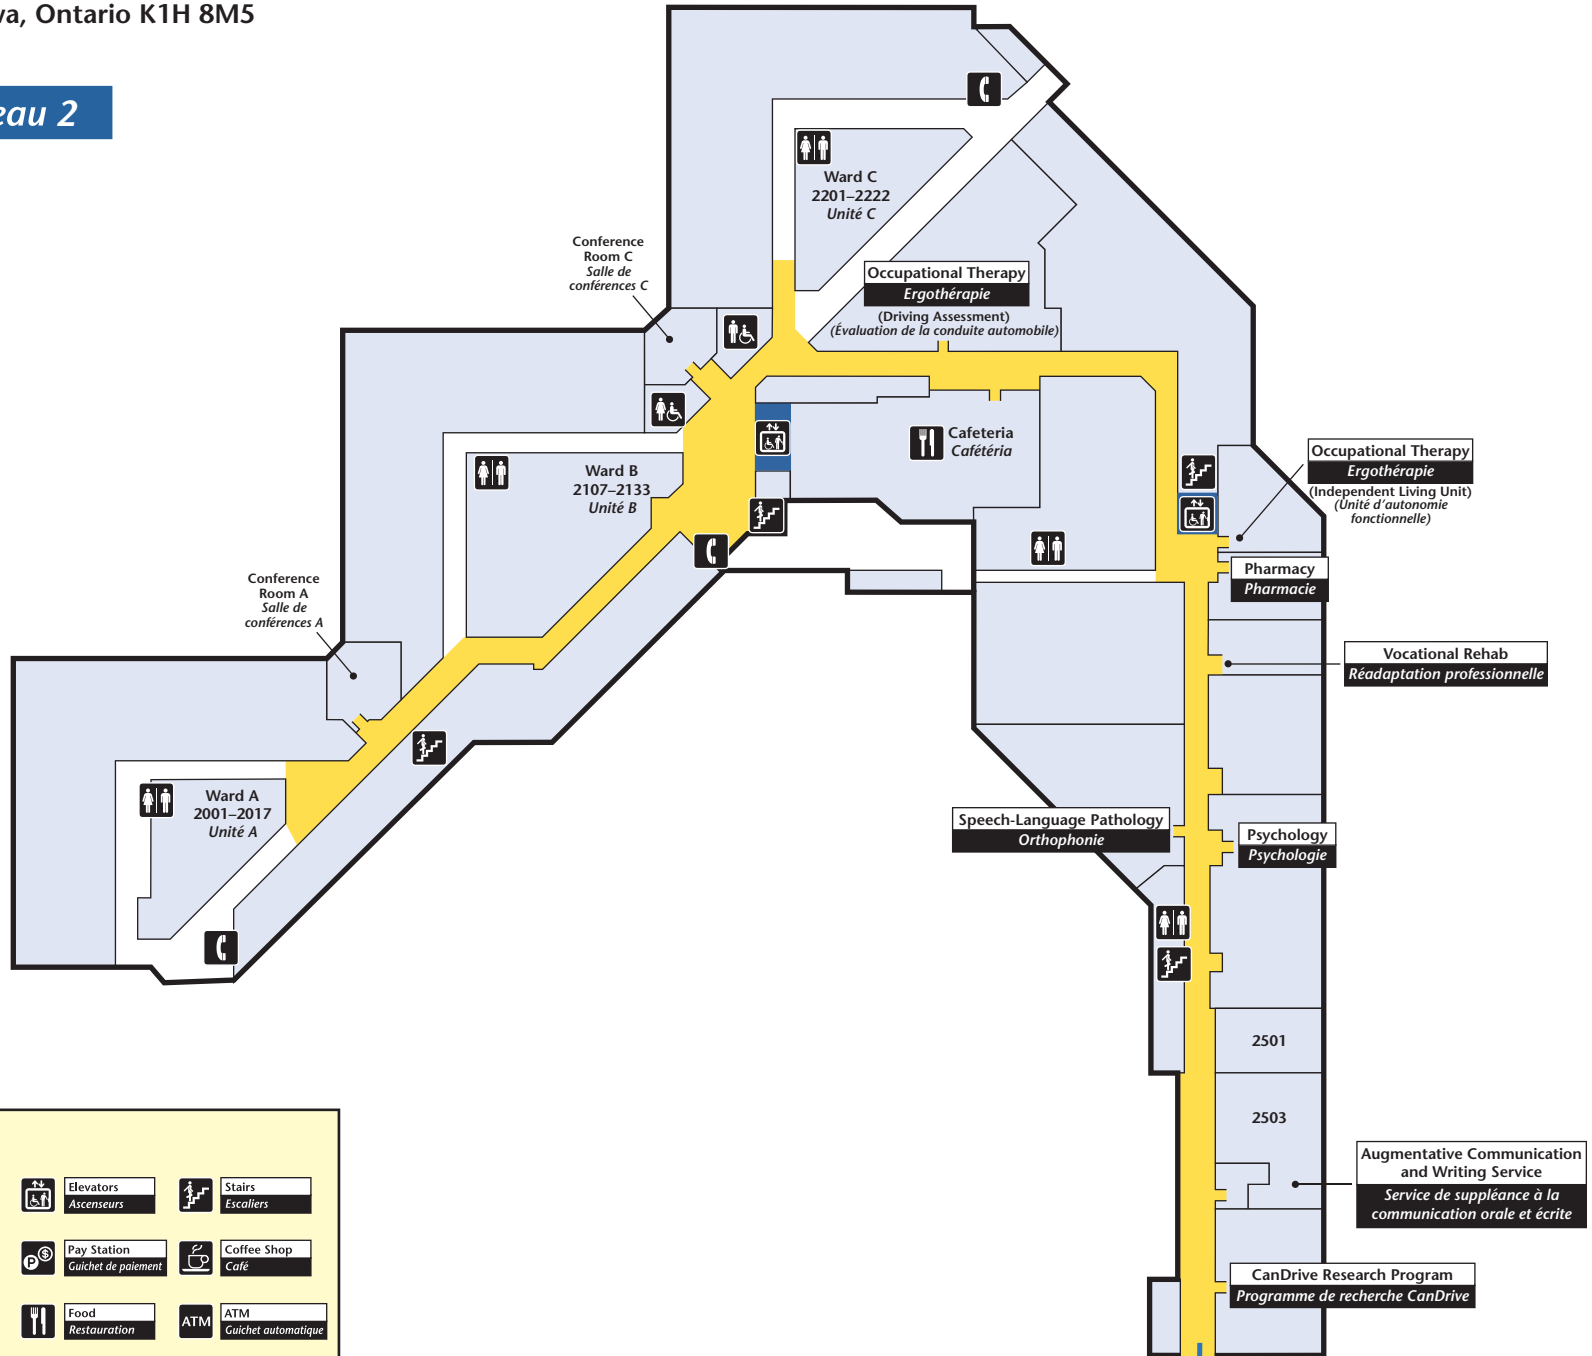 va, Ontario K1H 8M5
eau 2
Ward C
2201–2222
Unité C
Conference
Room C
Salle de
conférences C
Occupational Therapy
Ergothérapie
(Driving Assessment)
(Évaluation de la conduite automobile)
Cafeteria
Cafétéria
Occupational Therapy
Ergothérapie
(Independent Living Unit)
(Unité d'autonomie
fonctionnelle)
Ward B
2107–2133
Unité B
Pharmacy
Pharmacie
Conference
Room A
Salle de
conférences A
Vocational Rehab
Réadaptation professionnelle
Ward A
2001–2017
Unité A
Speech-Language Pathology
Orthophonie
Psychology
Psychologie
2501
2503
Augmentative Communication
and Writing Service
Service de suppléance à la
communication orale et écrite
CanDrive Research Program
Programme de recherche CanDrive
Elevators
Ascenseurs
Stairs
Escaliers
P $
Pay Station
Guichet de paiement
Coffee Shop
Café
Food
Restauration
ATM
ATM
Guichet automatique